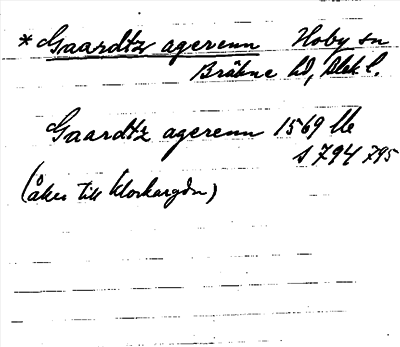 * Gaardtz agerenn Hoby sn
Bräkne hd, Blek l.
Gaardtz agerenn 1569 lle
s 794 795
(åker till klockargdn)